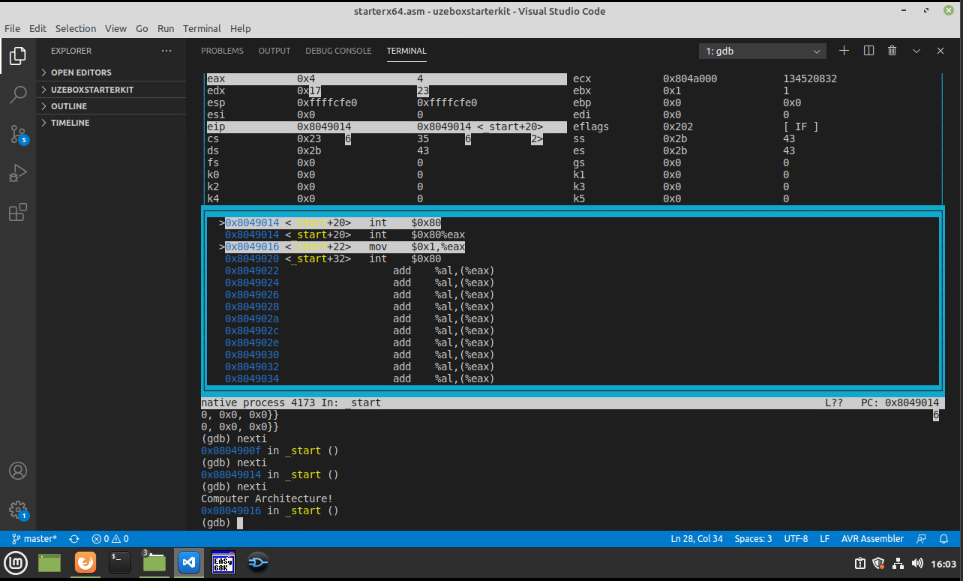 starterx64.asm - uzeboxstarterkit - Visual Studio Code
File Edit Selection View Go Run Terminal Help
EXPLORER ...
OPEN EDITORS
UZEBOXSTARTERKIT
OUTLINE
TIMELINE
PROBLEMS OUTPUT DEBUG CONSOLE TERMINAL 1: gdb
eax 0x4 4 ecx 0x804a000 134520832
edx 0x17 23 ebx 0x1 1
esp 0xffffcfe0 0xffffcfe0 ebp 0x0 0x0
esi 0x0 0 edi 0x0 0
eip 0x8049014 0x8049014 <_start+20> eflags 0x202 [ IF ]
cs 0x23 6 35 6 2> ss 0x2b 43
ds 0x2b 43 es 0x2b 43
fs 0x0 0 gs 0x0 0
k0 0x0 0 k1 0x0 0
k2 0x0 0 k3 0x0 0
k4 0x0 0 k5 0x0 0
>0x8049014 <_start+20> int $0x80
0x8049014 <_start+20> int $0x80%eax
>0x8049016 <_start+22> mov $0x1,%eax
0x8049020 <_start+32> int $0x80
0x8049022 add %al,(%eax)
0x8049024 add %al,(%eax)
0x8049026 add %al,(%eax)
0x8049028 add %al,(%eax)
0x804902a add %al,(%eax)
0x804902c add %al,(%eax)
0x804902e add %al,(%eax)
0x8049030 add %al,(%eax)
0x8049032 add %al,(%eax)
0x8049034 add %al,(%eax)
native process 4173 In: _start L?? PC: 0x8049014
0, 0x0, 0x0}} 6
0, 0x0, 0x0}}
(gdb) nexti
0x0804900f in _start ()
(gdb) nexti
0x08049014 in _start ()
(gdb) nexti
Computer Architecture!
0x08049016 in _start ()
(gdb)
5
1
master* 0 0 Ln 28, Col 34 Spaces: 3 UTF-8 LF AVR Assembler
3
16:03